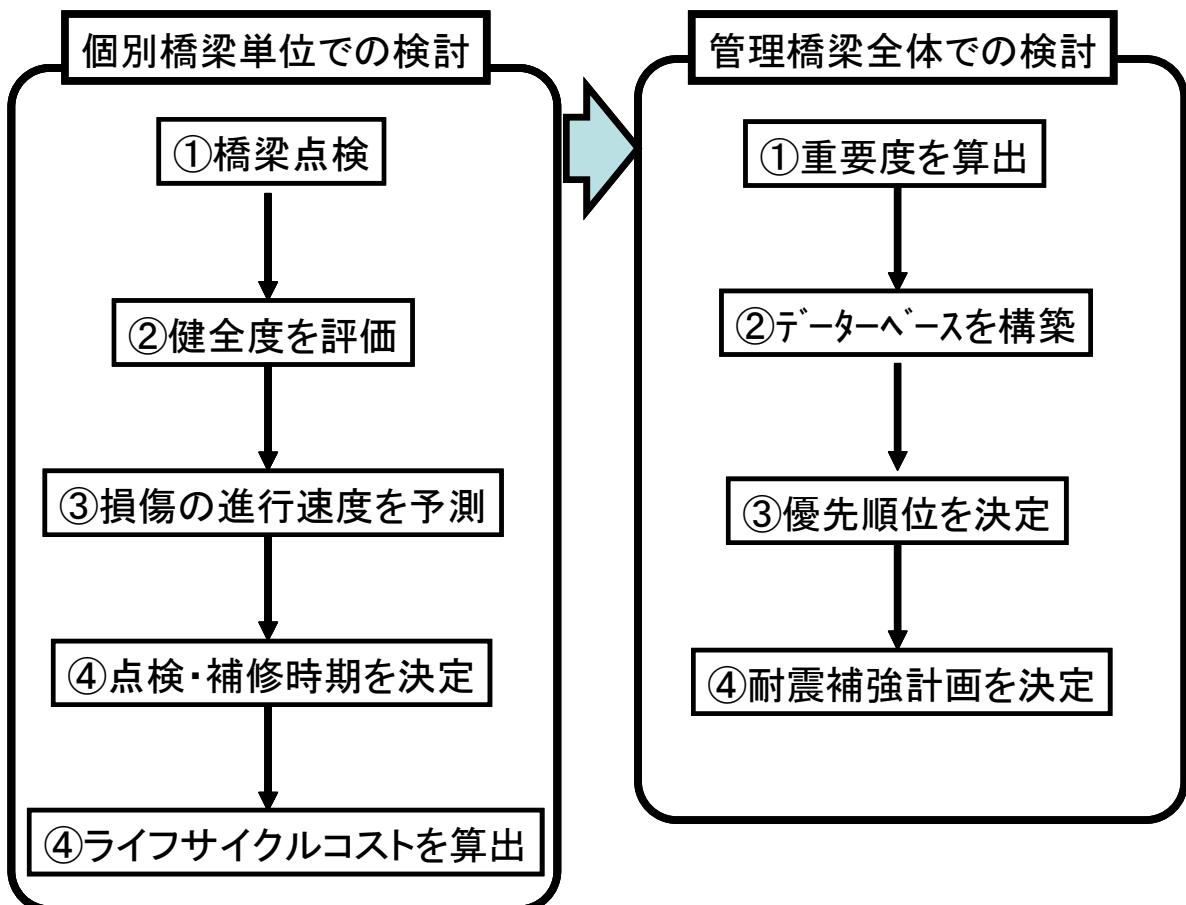 個別橋梁単位での検討
①橋梁点検
②健全度を評価
③損傷の進行速度を予測
④点検・補修時期を決定
④ライフサイクルコストを算出
管理橋梁全体での検討
①重要度を算出
②ﾃﾞｰﾀｰﾍﾞｰｽを構築
③優先順位を決定
④耐震補強計画を決定